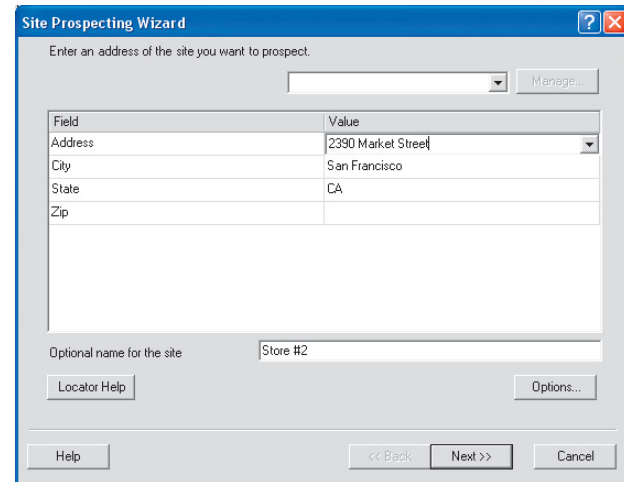 Site Prospecting Wizard
Enter an address of the site you want to prospect.
Manage...
Field Value
Address 2390 Market Street
City San Francisco
State CA
Zip
Optional name for the site Store #2
Locator Help Options...
Help << Back Next >> Cancel